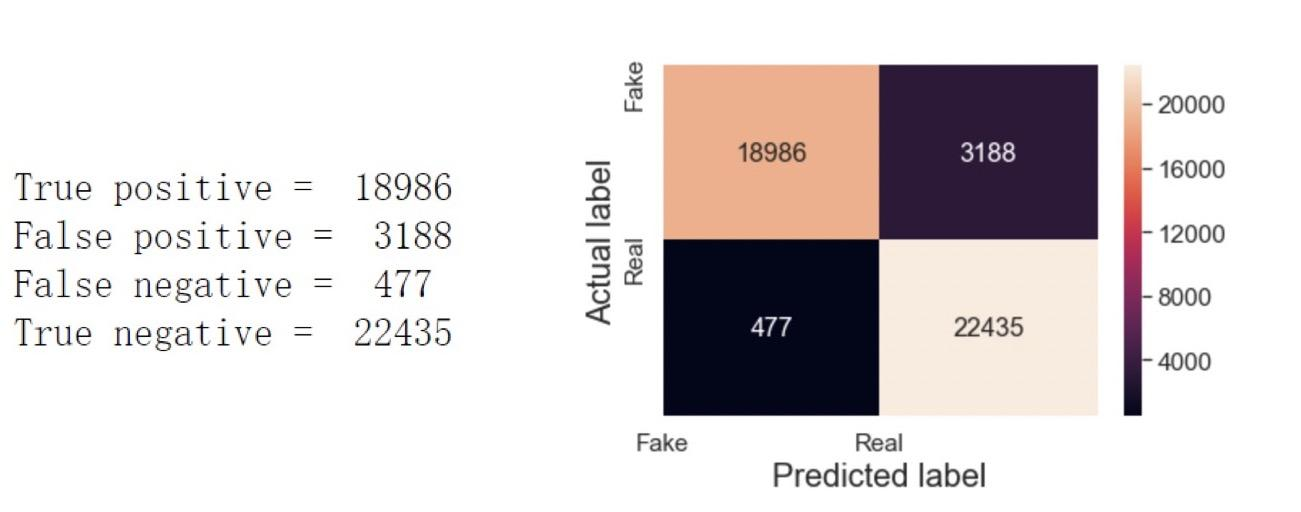 True positive = 18986
False positive = 3188
False negative = 477
True negative = 22435
Actual label
Fake
Real
18986 3188
477 22435
Fake Real
Predicted label
20000
16000
12000
8000
4000